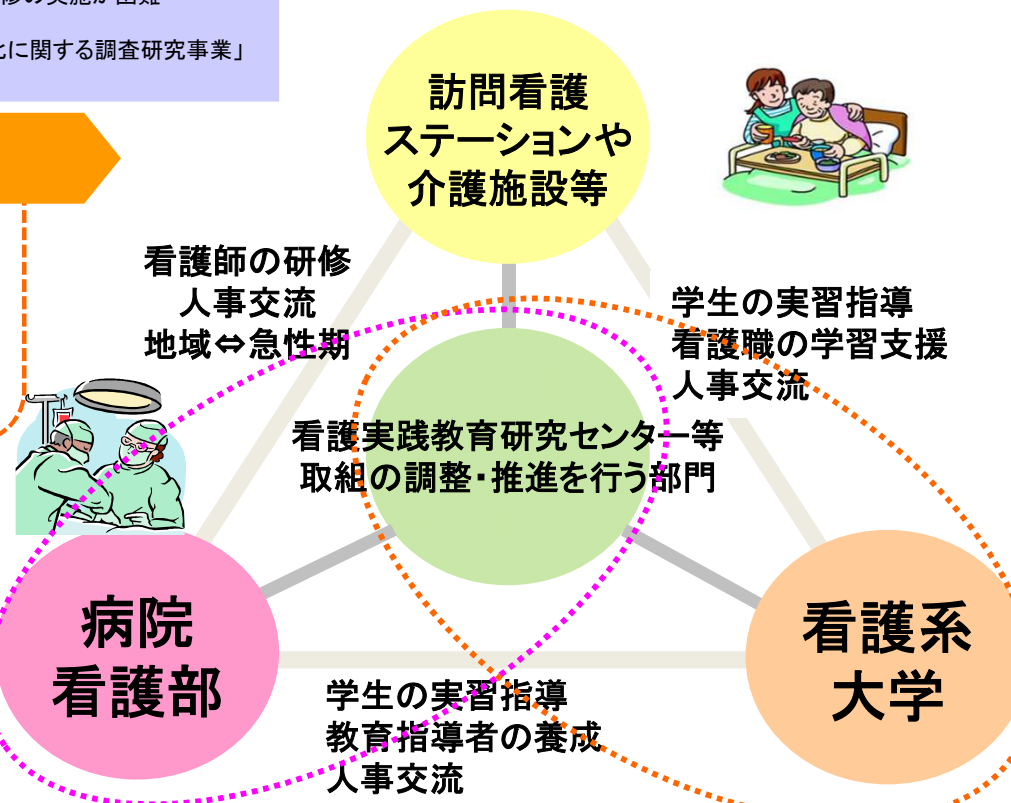 修の実施が困難
比に関する調査研究事業」
訪問看護
ステーションや
介護施設等
看護師の研修
人事交流
地域⇔急性期
学生の実習指導
看護職の学習支援
人事交流
看護実践教育研究センター等
取組の調整・推進を行う部門
病院
看護部
看護系
大学
学生の実習指導
教育指導者の養成
人事交流